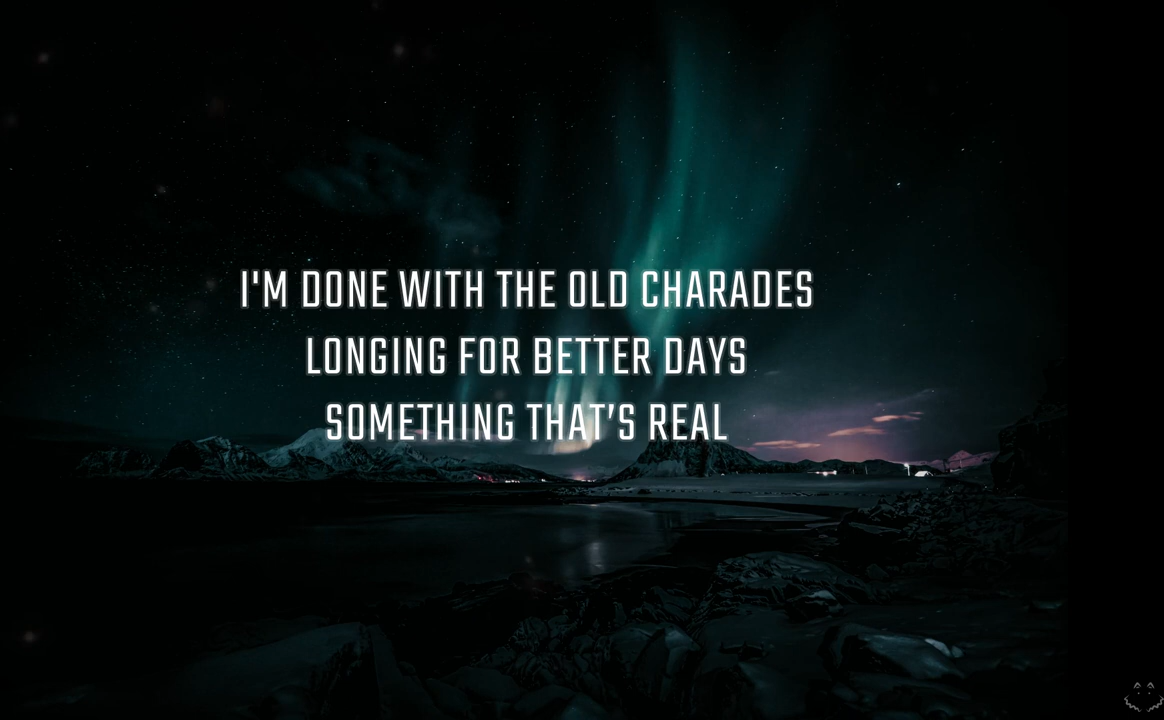 I'M DONE WITH THE OLD CHARADES
LONGING FOR BETTER DAYS
SOMETHING THAT’S REAL